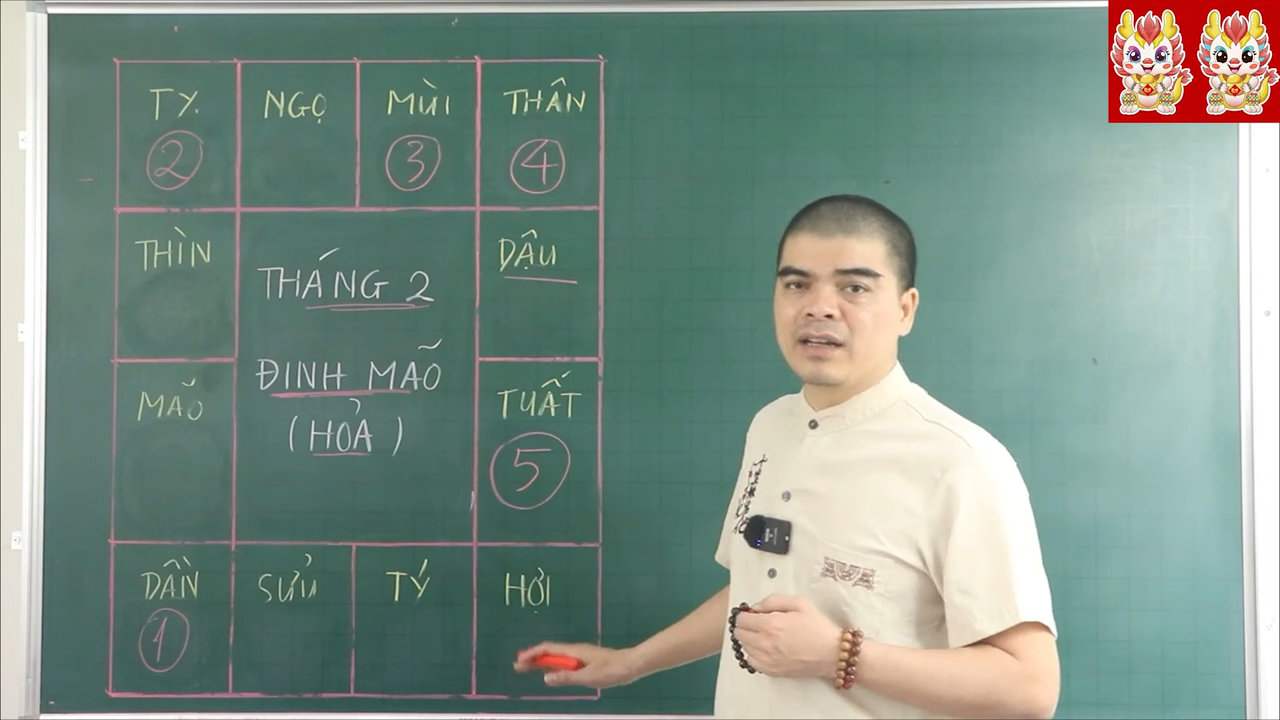 TỴ NGỌ MÙI THÂN
② ③ ④
THÌN DẬU
THÁNG 2
ĐINH MÃO
(HỎA)
MÃO TUẤT
⑤
DẦN SỬU TÝ HỢI
①